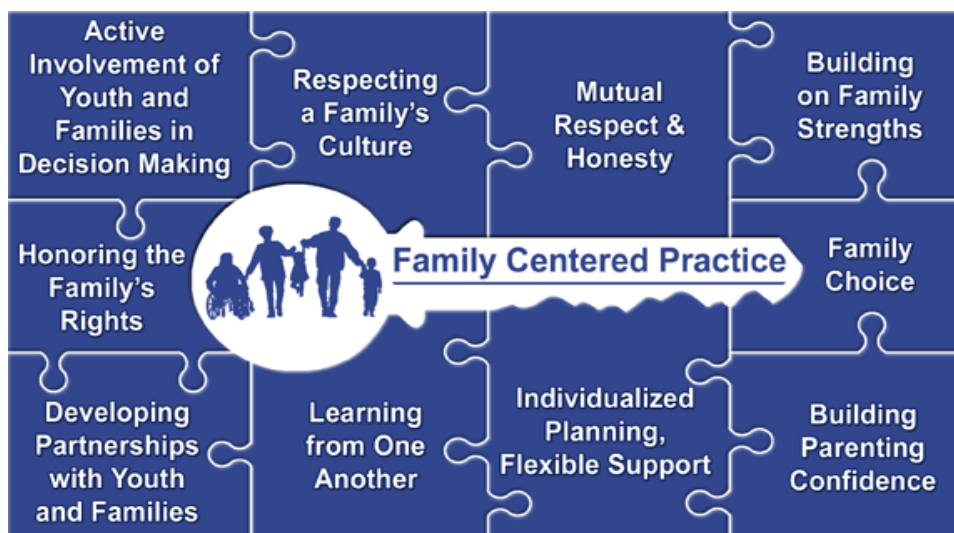 Active
Involvement of
Youth and
Families in
Decision Making
Respecting
a Family's
Culture
Mutual
Respect &
Honesty
Building
on Family
Strengths
Honoring the
Family's
Rights
Family Centered Practice
Family
Choice
Developing
Partnerships
with Youth
and Families
Learning
from One
Another
Individualized
Planning,
Flexible Support
Building
Parenting
Confidence